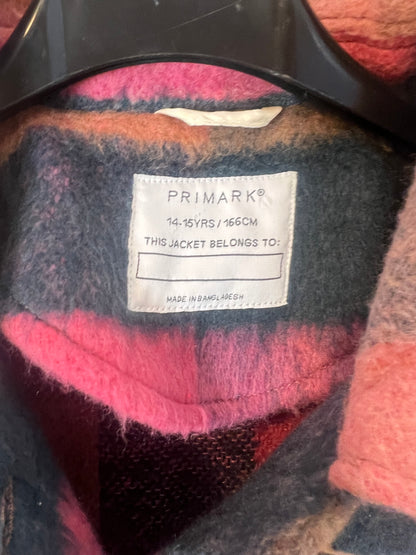 PRIMARK®
14-15YRS / 166CM
THIS JACKET BELONGS TO:
MADE IN BANGLADESH